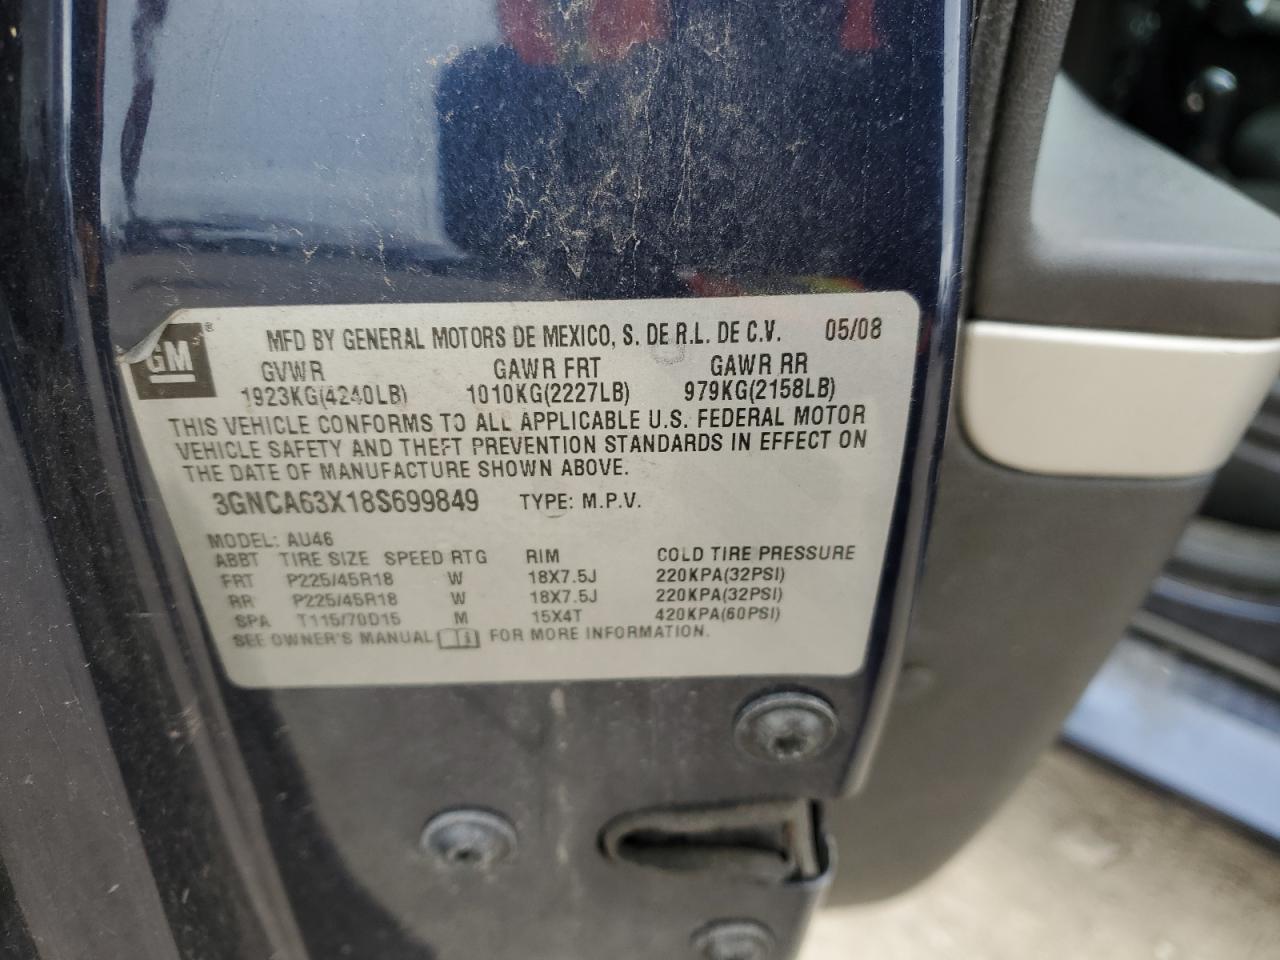 GM® MFD BY GENERAL MOTORS DE MEXICO, S. DE R.L. DE C.V. 05/08
GVWR GAWR FRT GAWR RR
1923KG(4240LB) 1010KG(2227LB) 979KG(2158LB)
THIS VEHICLE CONFORMS TO ALL APPLICABLE U.S. FEDERAL MOTOR
VEHICLE SAFETY AND THEFT PREVENTION STANDARDS IN EFFECT ON
THE DATE OF MANUFACTURE SHOWN ABOVE.
3GNCA63X18S699849 TYPE: M.P.V.
MODEL: AU46
ABBT TIRE SIZE SPEED RTG RIM COLD TIRE PRESSURE
FRT P225/45R18 W 18X7.5J 220KPA(32PSI)
RR P225/45R18 W 18X7.5J 220KPA(32PSI)
SPA T115/70D15 M 15X4T 420KPA(60PSI)
SEE OWNER'S MANUAL FOR MORE INFORMATION.